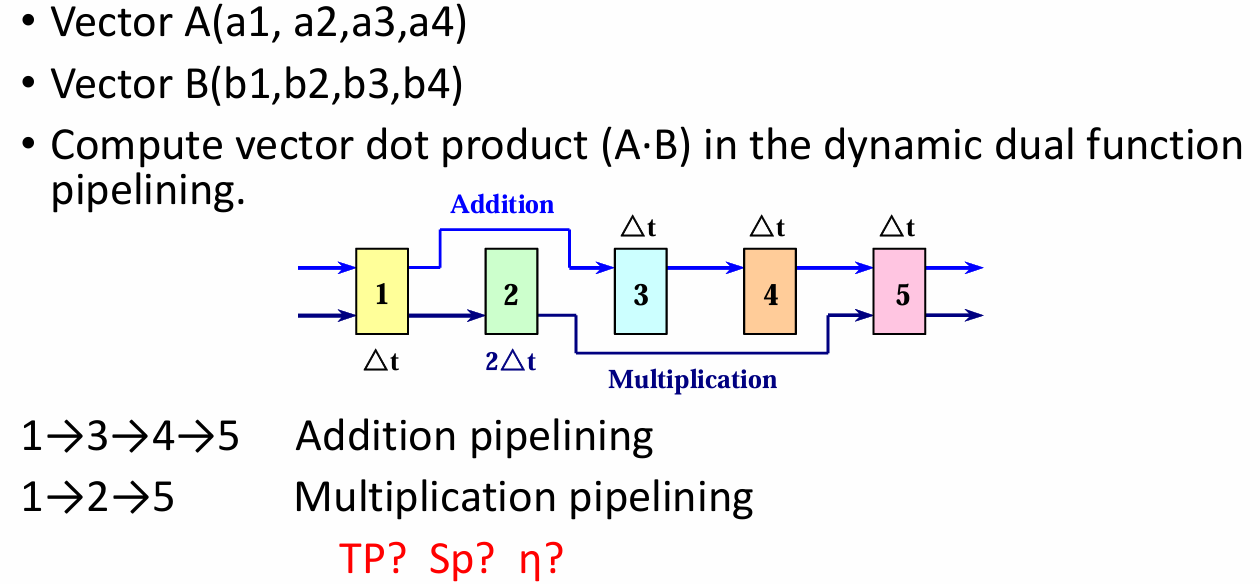 • Vector A(a1, a2,a3,a4)
• Vector B(b1,b2,b3,b4)
• Compute vector dot product (A·B) in the dynamic dual function
pipelining.
Addition
△t △t △t
1 2 3 4 5
△t 2△t
Multiplication
1→3→4→5 Addition pipelining
1→2→5 Multiplication pipelining
TP? Sp? η?